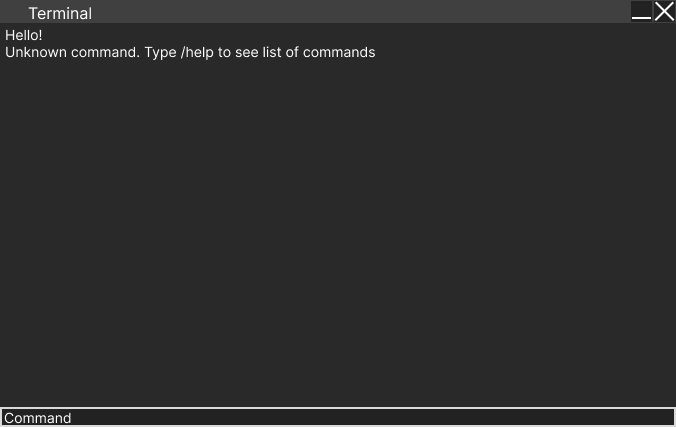 Terminal
Hello!
Unknown command. Type /help to see list of commands
Command